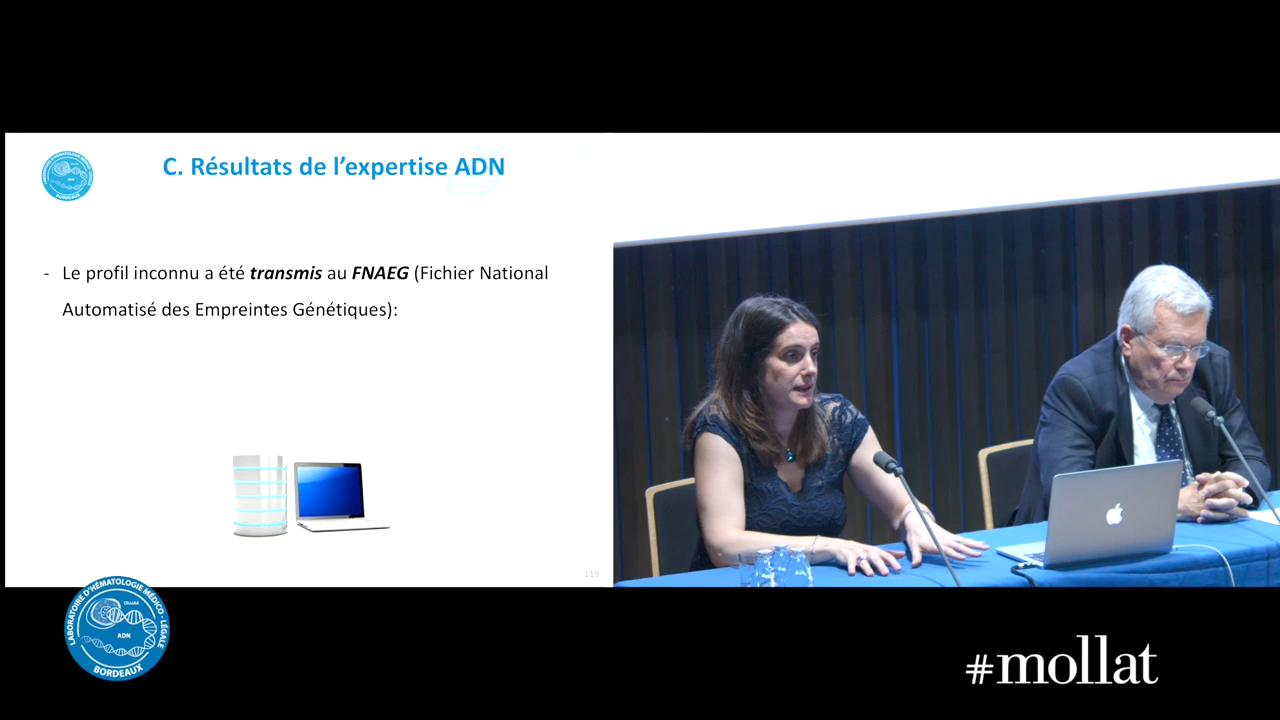 C. Résultats de l'expertise ADN
- Le profil inconnu a été transmis au FNAEG (Fichier National
Automatisé des Empreintes Génétiques):
119
LABORATOIRE D'HÉMATOLOGIE MÉDICO-LÉGALE
ADN
BORDEAUX
#mollat